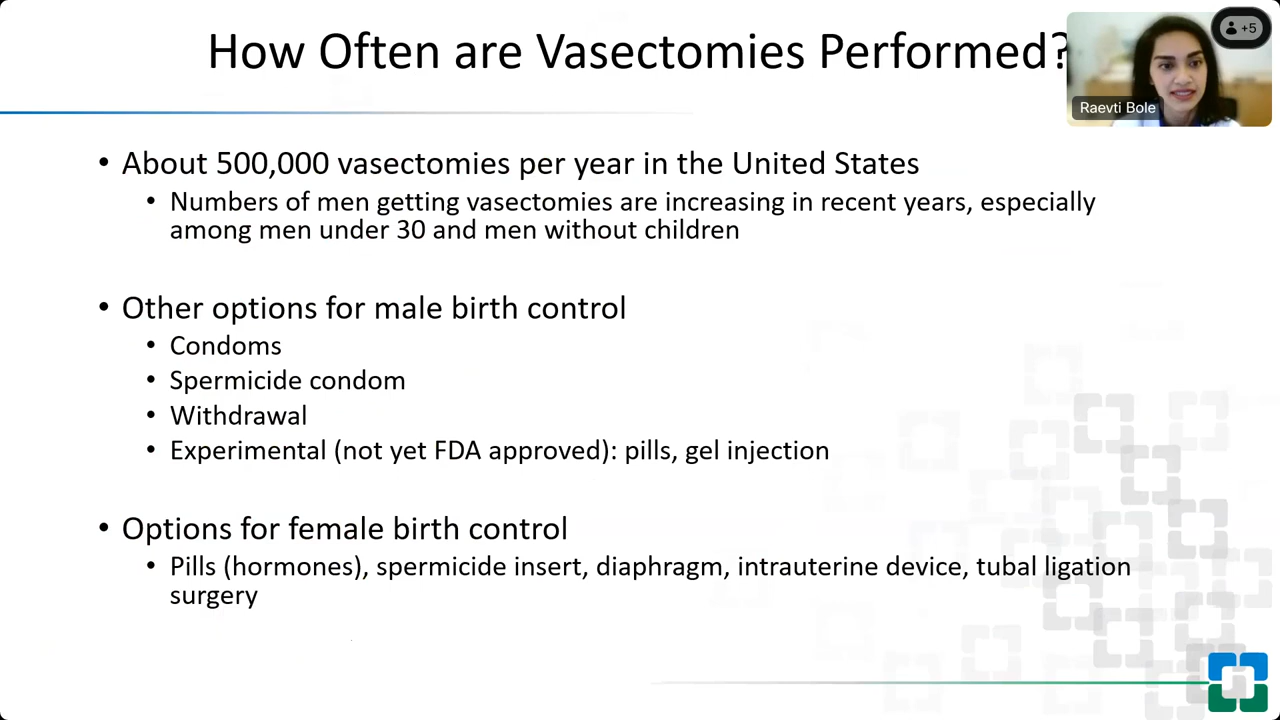 How Often are Vasectomies Performed?
+5
Raevti Bole
• About 500,000 vasectomies per year in the United States
• Numbers of men getting vasectomies are increasing in recent years, especially
among men under 30 and men without children
• Other options for male birth control
• Condoms
• Spermicide condom
• Withdrawal
• Experimental (not yet FDA approved): pills, gel injection
• Options for female birth control
• Pills (hormones), spermicide insert, diaphragm, intrauterine device, tubal ligation
surgery